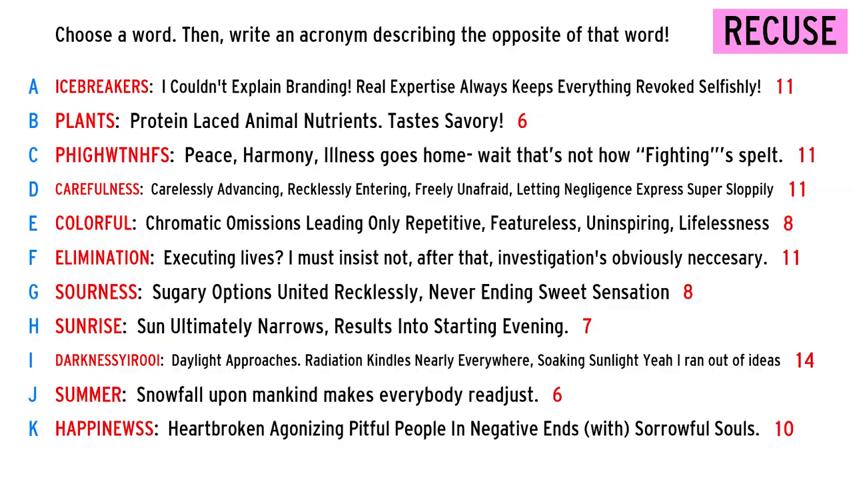 Choose a word. Then, write an acronym describing the opposite of that word!
RECUSE
A ICEBREAKERS: I Couldn't Explain Branding! Real Expertise Always Keeps Everything Revoked Selfishly! 11
B PLANTS: Protein Laced Animal Nutrients. Tastes Savory! 6
C PHIGHWTNHFS: Peace, Harmony, Illness goes home- wait that's not how “Fighting”'s spelt. 11
D CAREFULNESS: Carelessly Advancing, Recklessly Entering, Freely Unafraid, Letting Negligence Express Super Sloppily 11
E COLORFUL: Chromatic Omissions Leading Only Repetitive, Featureless, Uninspiring, Lifelessness 8
F ELIMINATION: Executing lives? I must insist not, after that, investigation's obviously neccesary. 11
G SOURNESS: Sugary Options United Recklessly, Never Ending Sweet Sensation 8
H SUNRISE: Sun Ultimately Narrows, Results Into Starting Evening. 7
I DARKNESSYIROOI: Daylight Approaches. Radiation Kindles Nearly Everywhere, Soaking Sunlight Yeah I ran out of ideas 14
J SUMMER: Snowfall upon mankind makes everybody readjust. 6
K HAPPINEWSS: Heartbroken Agonizing Pitful People In Negative Ends (with) Sorrowful Souls. 10